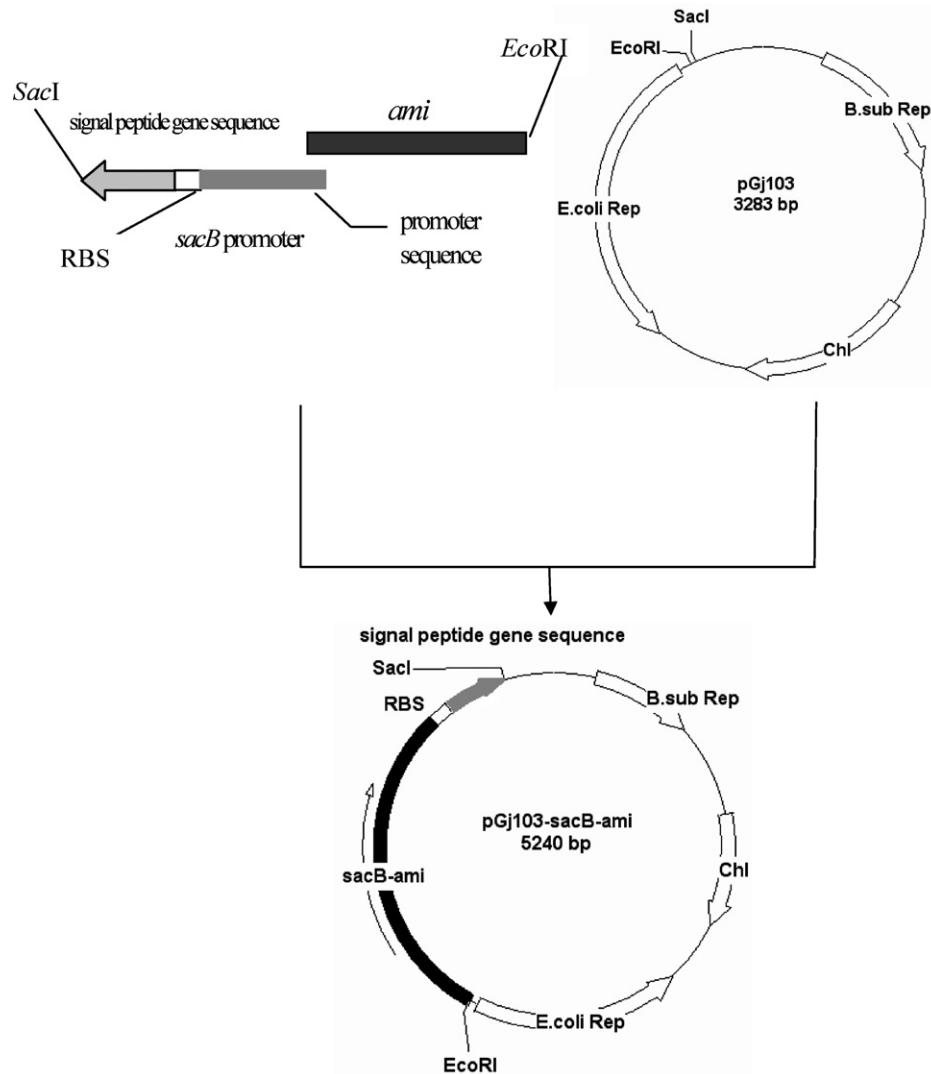 SacI
signal peptide gene sequence
ami
EcoRI
RBS
sacB promoter
promoter
sequence
SacI
EcoRI
B.sub Rep
pGj103
3283 bp
E.coli Rep
Chl
signal peptide gene sequence
SacI
RBS
B.sub Rep
pGj103-sacB-ami
5240 bp
sacB-ami
Chl
E.coli Rep
EcoRI